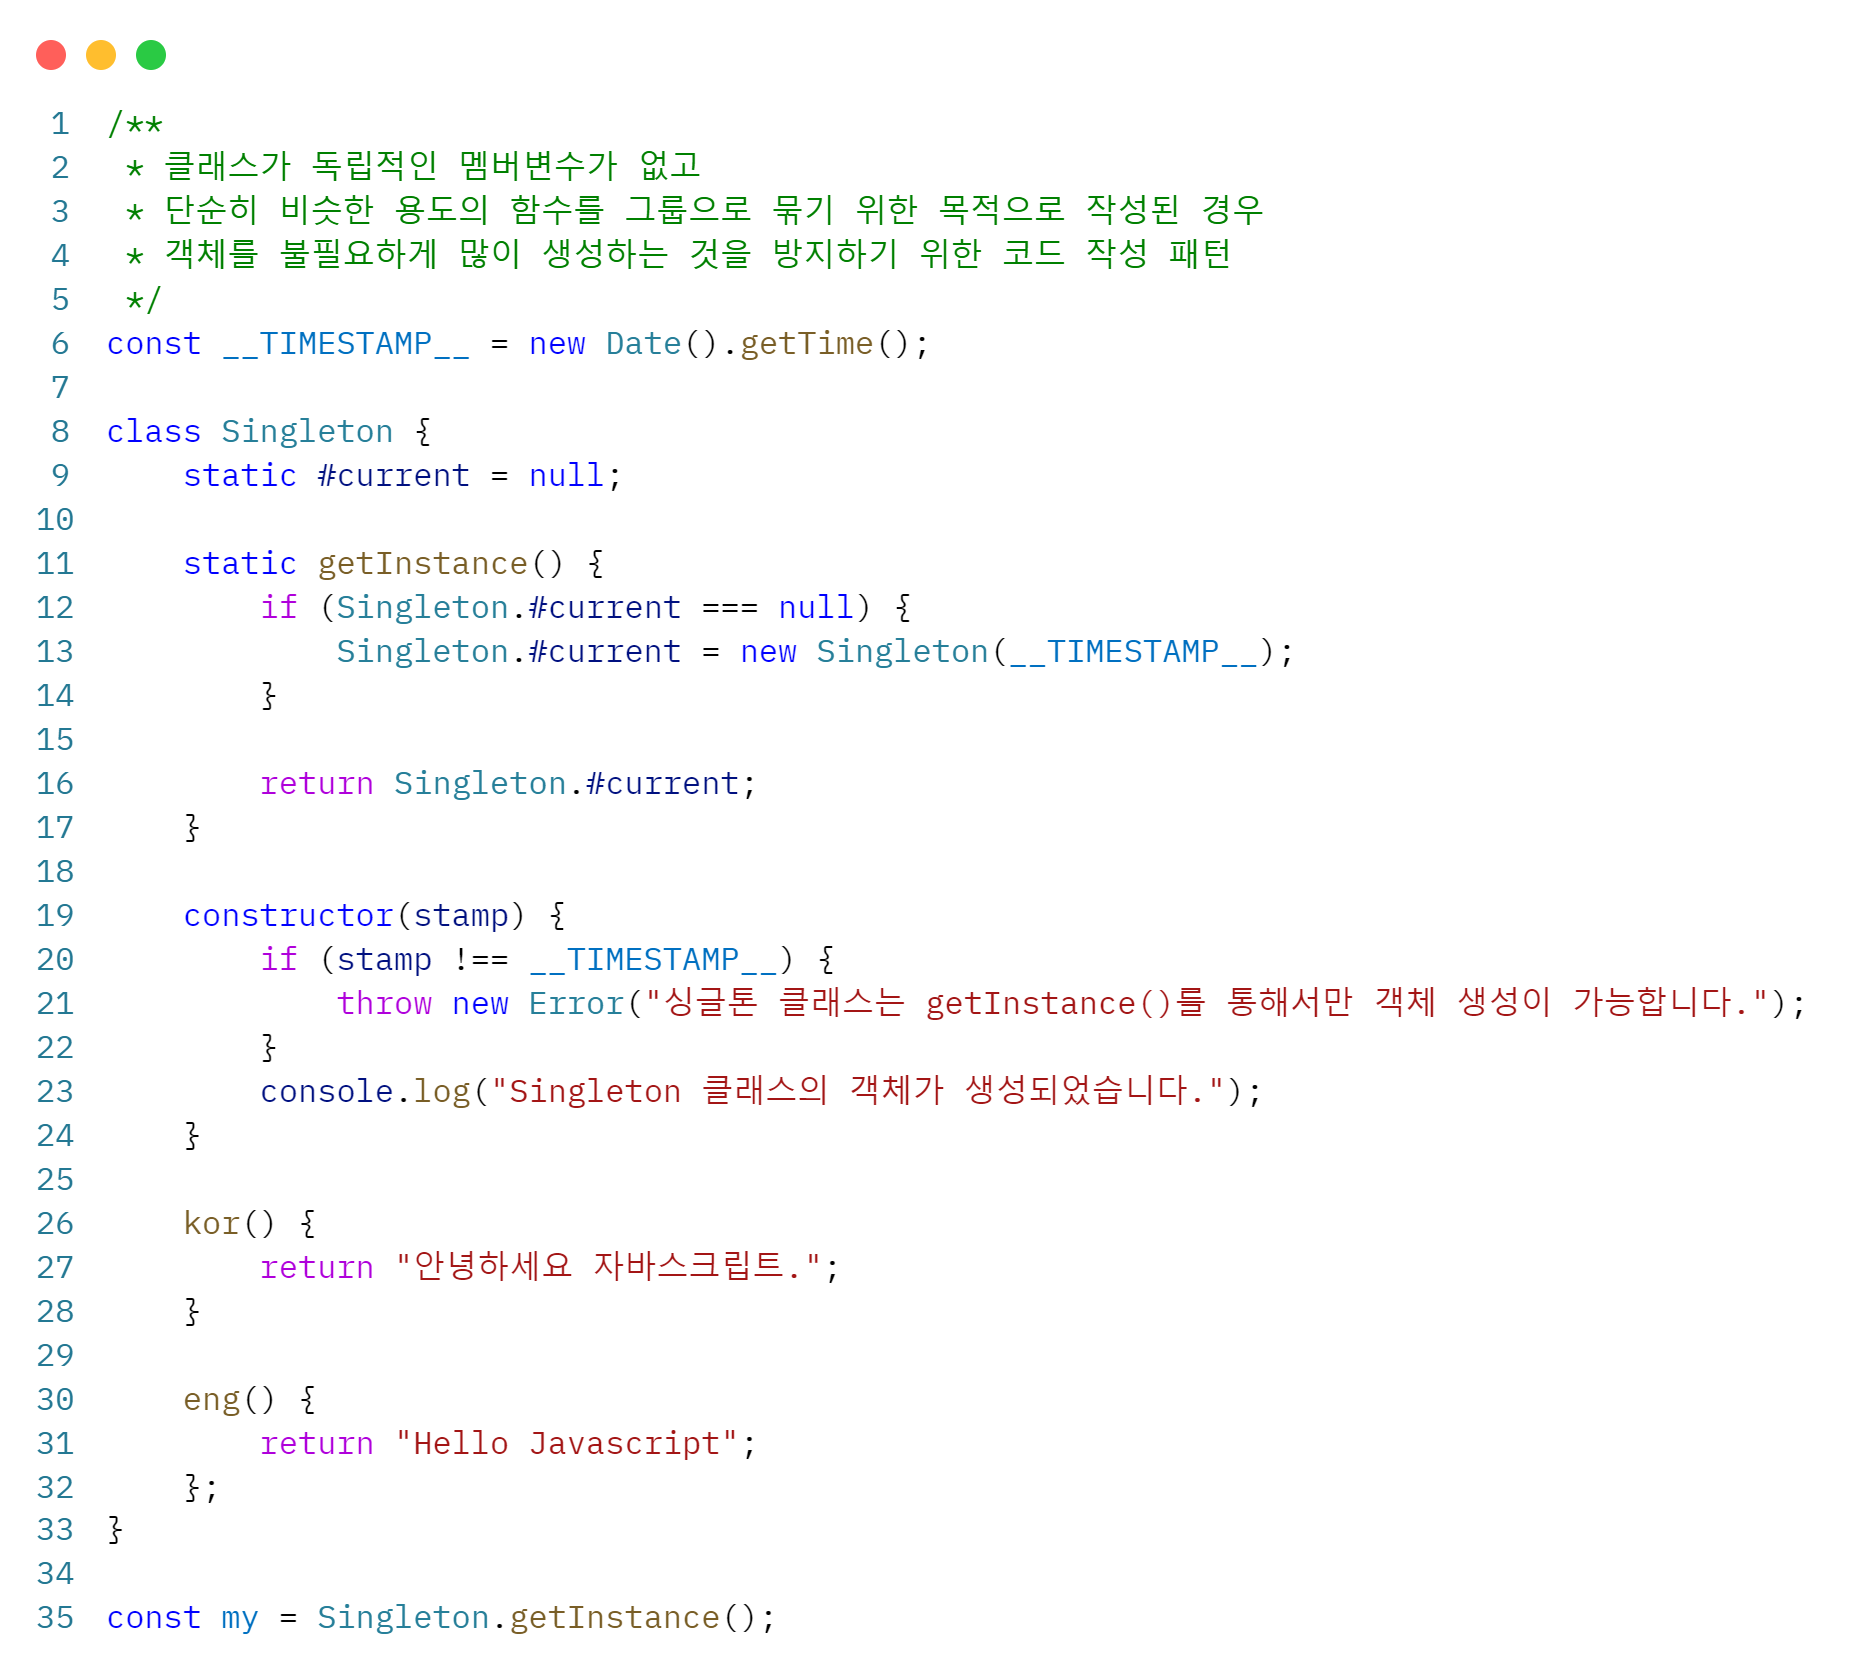 1 /**
2  * 클래스가 독립적인 멤버변수가 없고
3  * 단순히 비슷한 용도의 함수를 그룹으로 묶기 위한 목적으로 작성된 경우
4  * 객체를 불필요하게 많이 생성하는 것을 방지하기 위한 코드 작성 패턴
5  */
6 const __TIMESTAMP__ = new Date().getTime();
7
8 class Singleton {
9     static #current = null;
10
11     static getInstance() {
12         if (Singleton.#current === null) {
13             Singleton.#current = new Singleton(__TIMESTAMP__);
14         }
15
16         return Singleton.#current;
17     }
18
19     constructor(stamp) {
20         if (stamp !== __TIMESTAMP__) {
21             throw new Error("싱글톤 클래스는 getInstance()를 통해서만 객체 생성이 가능합니다.");
22         }
23         console.log("Singleton 클래스의 객체가 생성되었습니다.");
24     }
25
26     kor() {
27         return "안녕하세요 자바스크립트.";
28     }
29
30     eng() {
31         return "Hello Javascript";
32     };
33 }
34
35 const my = Singleton.getInstance();